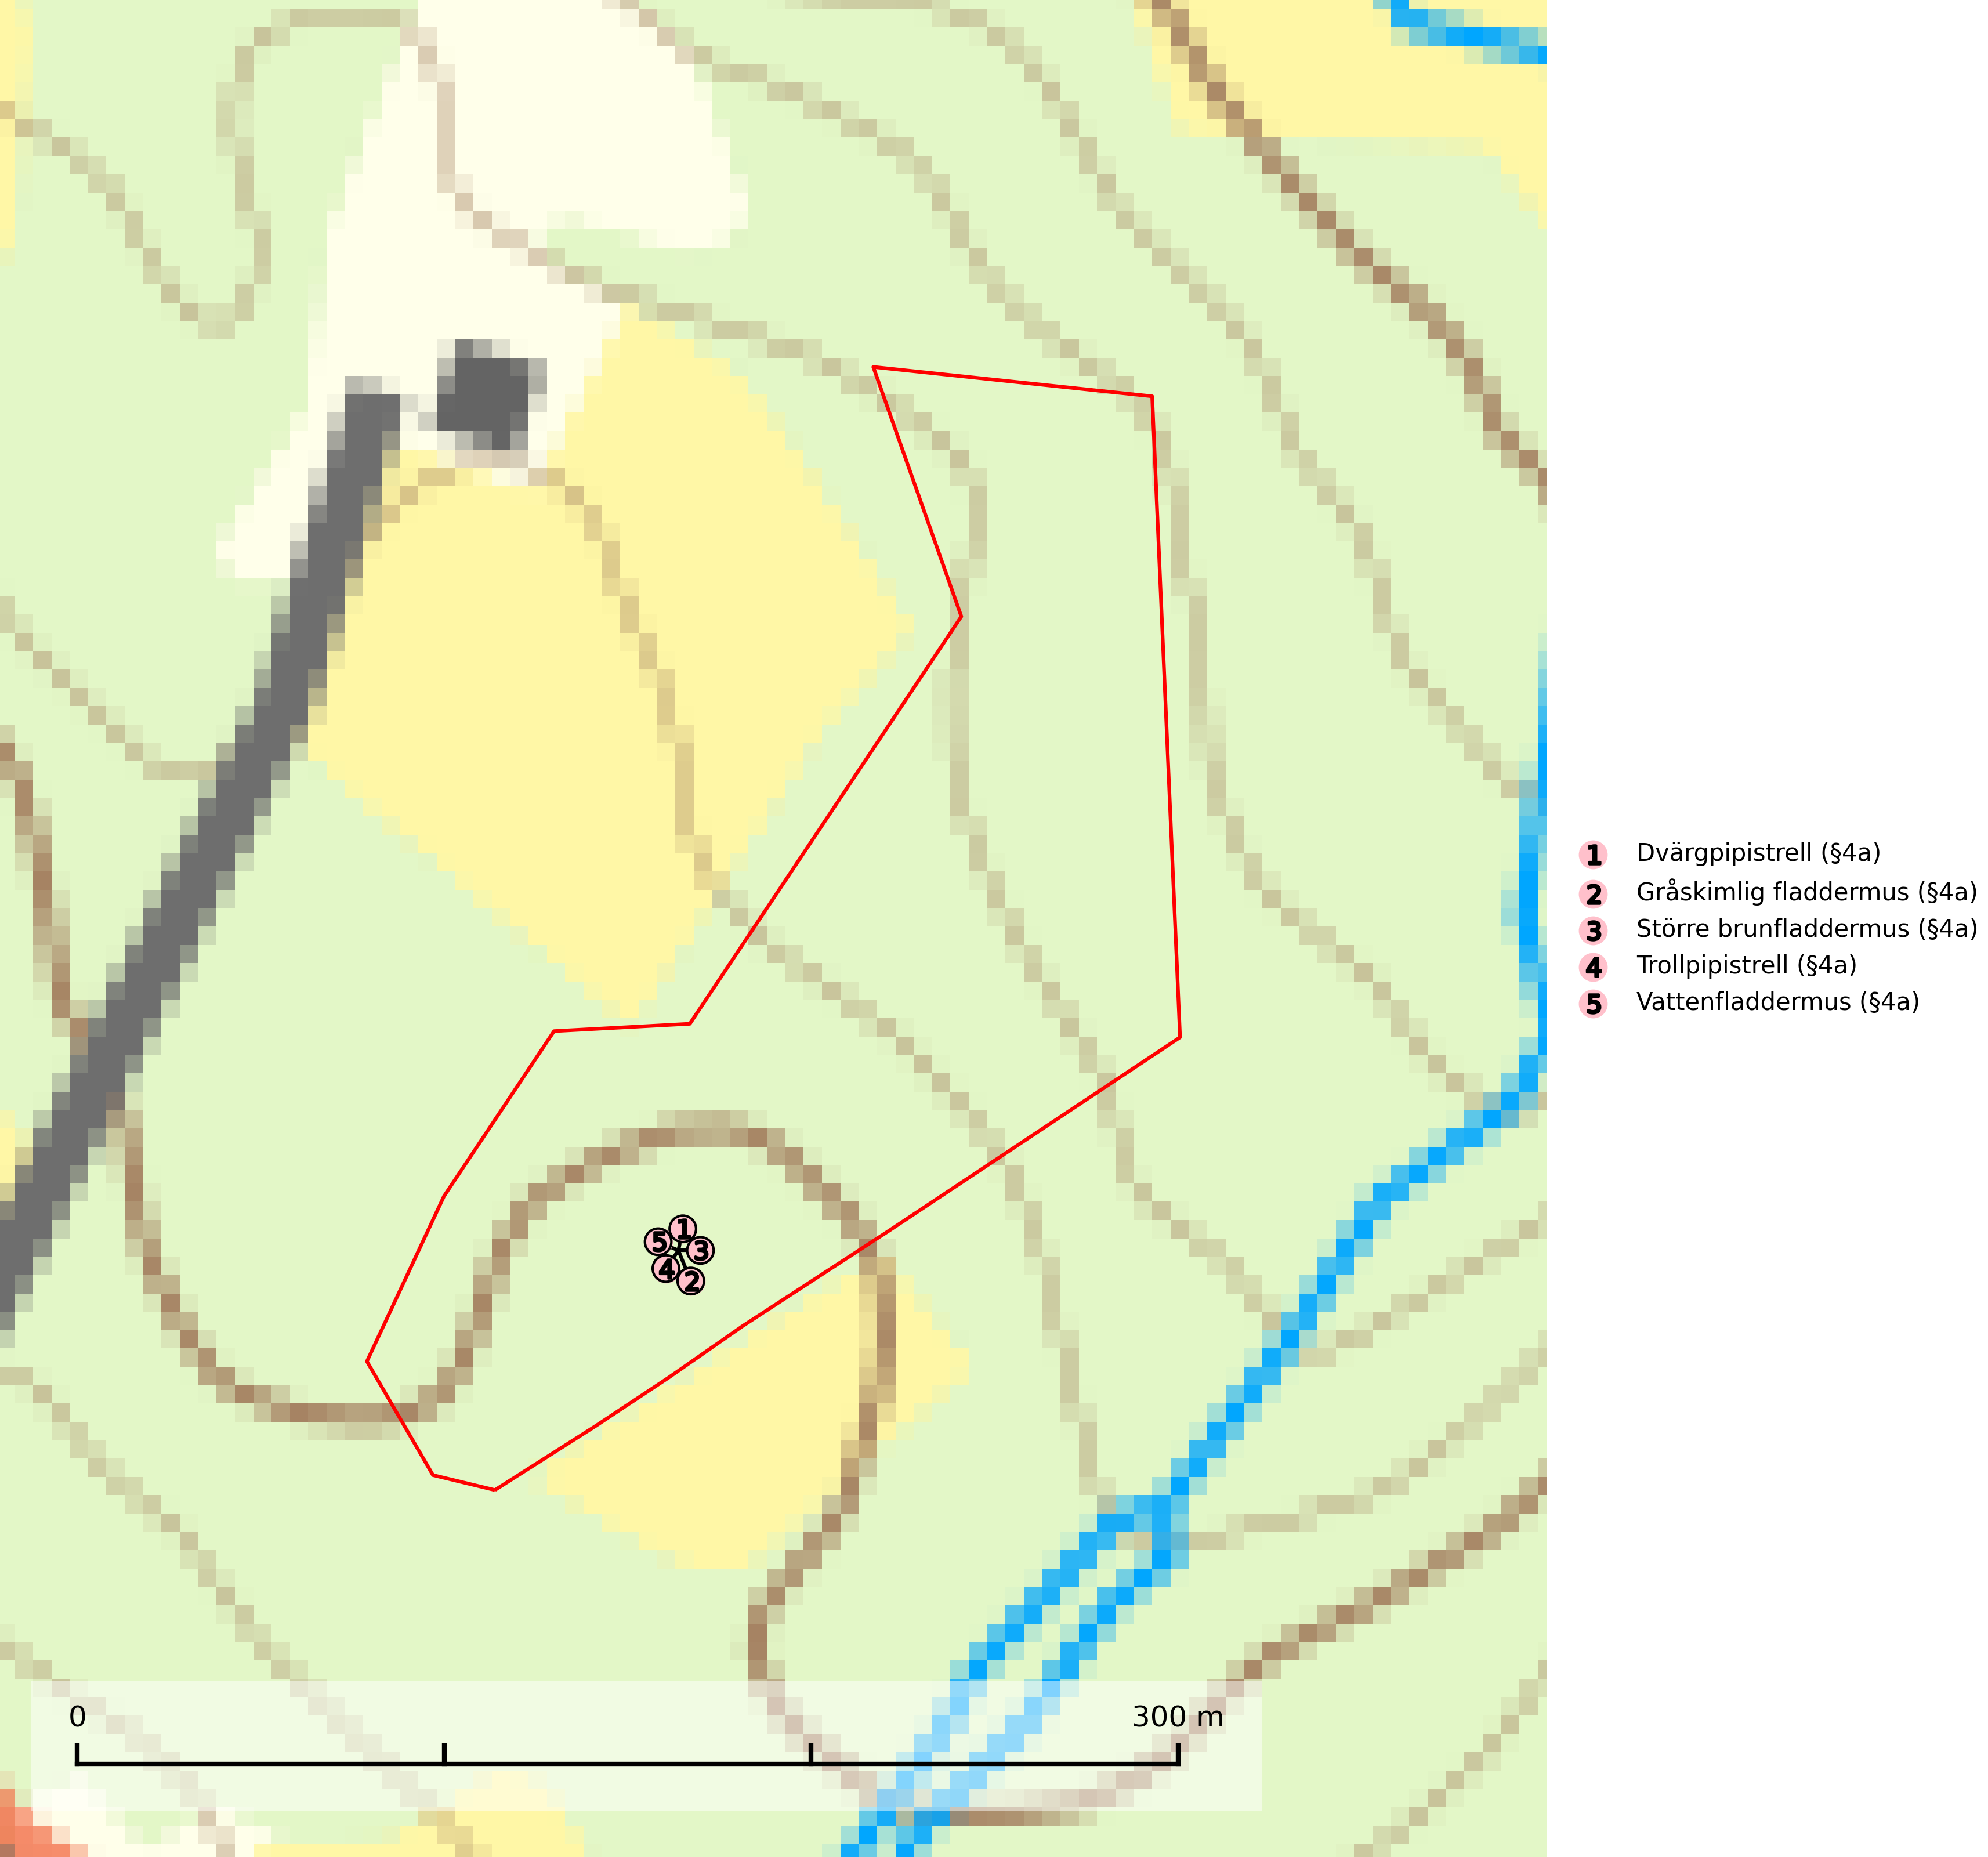 1
5
3
4
2
0
300 m
1 Dvärgpipistrell (§4a)
2 Gråskimlig fladdermus (§4a)
3 Större brunfladdermus (§4a)
4 Trollpipistrell (§4a)
5 Vattenfladdermus (§4a)